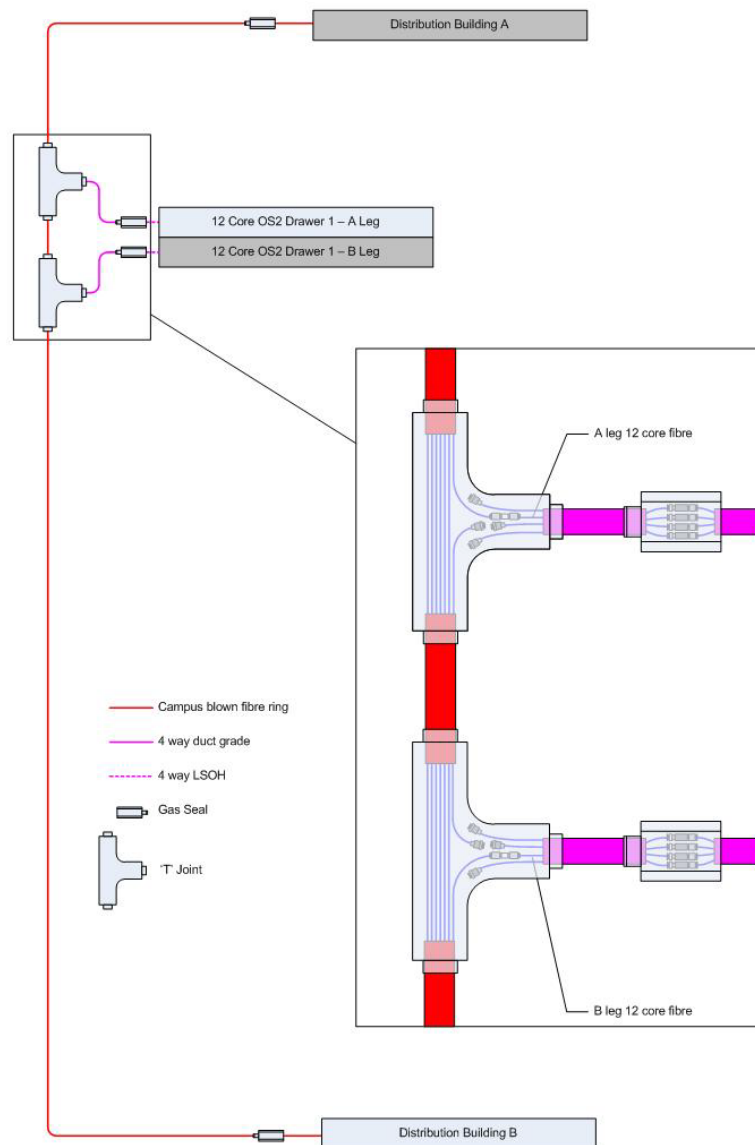 Distribution Building A
12 Core OS2 Drawer 1 – A Leg
12 Core OS2 Drawer 1 – B Leg
A leg 12 core fibre
Campus blown fibre ring
4 way duct grade
4 way LSOH
Gas Seal
'T' Joint
B leg 12 core fibre
Distribution Building B